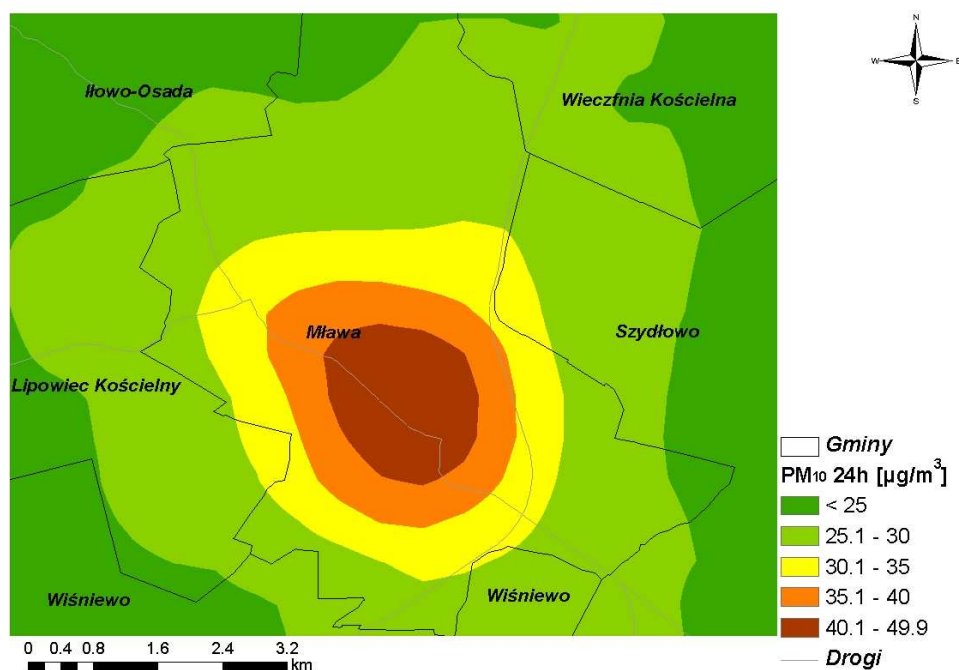 N
W E
S
Iłowo-Osada
Wieczfnia Kościelna
Mława
Szydłowo
Lipowiec Kościelny
Wiśniewo
Wiśniewo
Gminy
PM10 24h [µg/m³]
< 25
25.1 - 30
30.1 - 35
35.1 - 40
40.1 - 49.9
Drogi
0 0.4 0.8 1.6 2.4 3.2
km